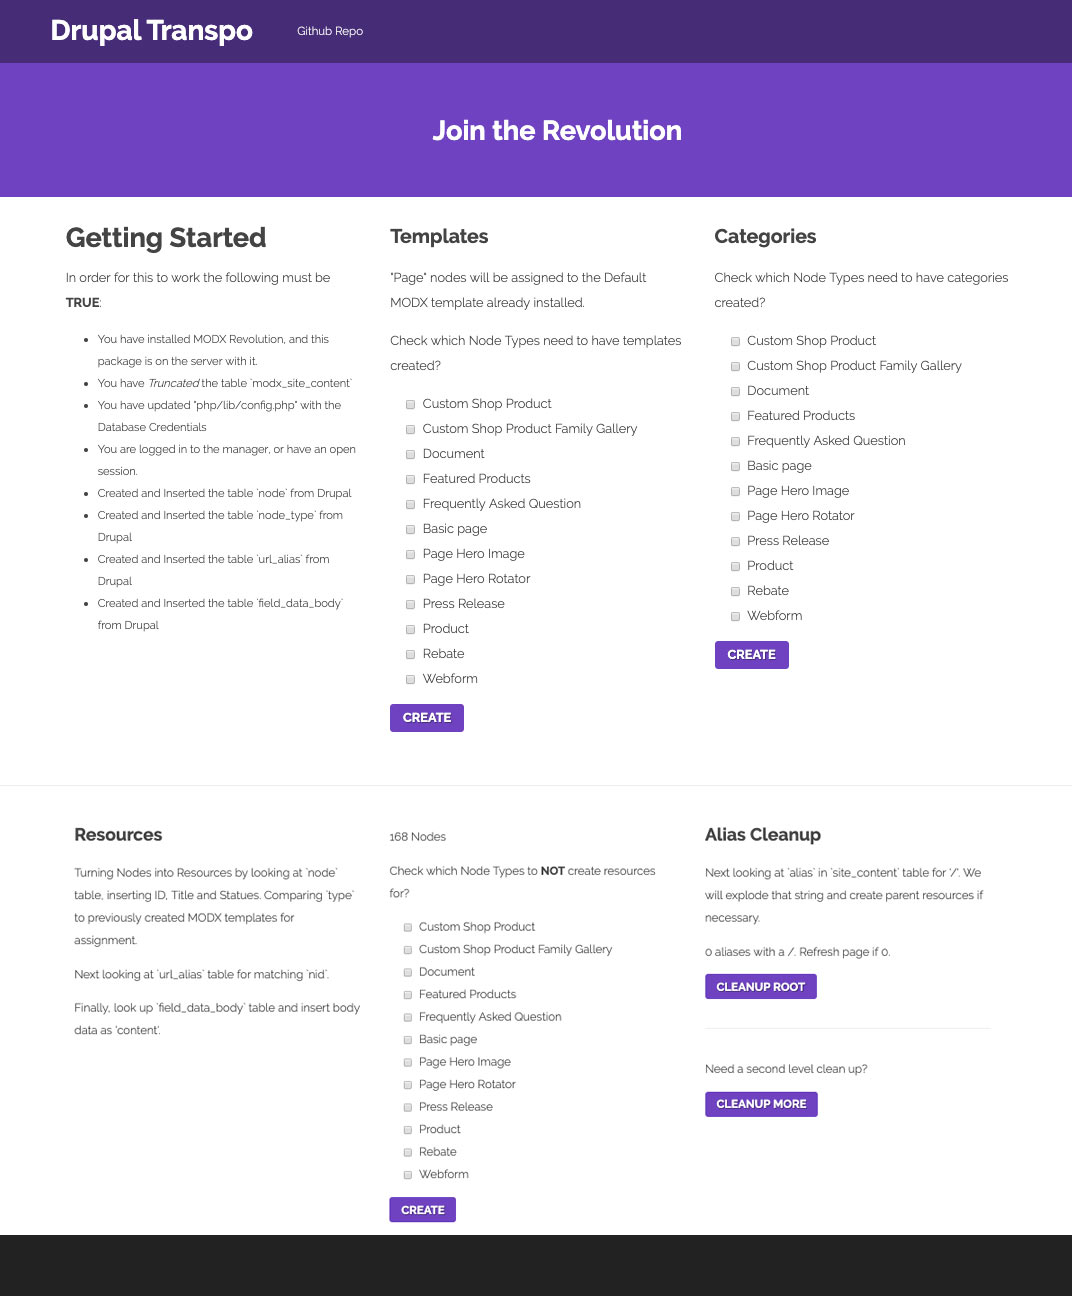 Drupal Transpo
Github Repo
Join the Revolution
Getting Started
In order for this to work the following must be
TRUE:
You have installed MODX Revolution, and this
package is on the server with it.
You have Truncated the table `modx_site_content`
You have updated "php/lib/config.php" with the
Database Credentials
You are logged in to the manager, or have an open
session.
Created and Inserted the table `node` from Drupal
Created and Inserted the table `node_type` from
Drupal
Created and Inserted the table `url_alias` from
Drupal
Created and Inserted the table `field_data_body`
from Drupal
Templates
"Page" nodes will be assigned to the Default
MODX template already installed.
Check which Node Types need to have templates
created?
Custom Shop Product
Custom Shop Product Family Gallery
Document
Featured Products
Frequently Asked Question
Basic page
Page Hero Image
Page Hero Rotator
Press Release
Product
Rebate
Webform
CREATE
Categories
Check which Node Types need to have categories
created?
Custom Shop Product
Custom Shop Product Family Gallery
Document
Featured Products
Frequently Asked Question
Basic page
Page Hero Image
Page Hero Rotator
Press Release
Product
Rebate
Webform
CREATE
Resources
Turning Nodes into Resources by looking at `node`
table, inserting ID, Title and Statues. Comparing `type`
to previously created MODX templates for
assignment.
Next looking at `url_alias` table for matching `nid`.
Finally, look up `field_data_body` table and insert body
data as 'content'.
168 Nodes
Check which Node Types to NOT create resources
for?
Custom Shop Product
Custom Shop Product Family Gallery
Document
Featured Products
Frequently Asked Question
Basic page
Page Hero Image
Page Hero Rotator
Press Release
Product
Rebate
Webform
CREATE
Alias Cleanup
Next looking at `alias` in `site_content` table for '/'. We
will explode that string and create parent resources if
necessary.
0 aliases with a /. Refresh page if 0.
CLEANUP ROOT
Need a second level clean up?
CLEANUP MORE